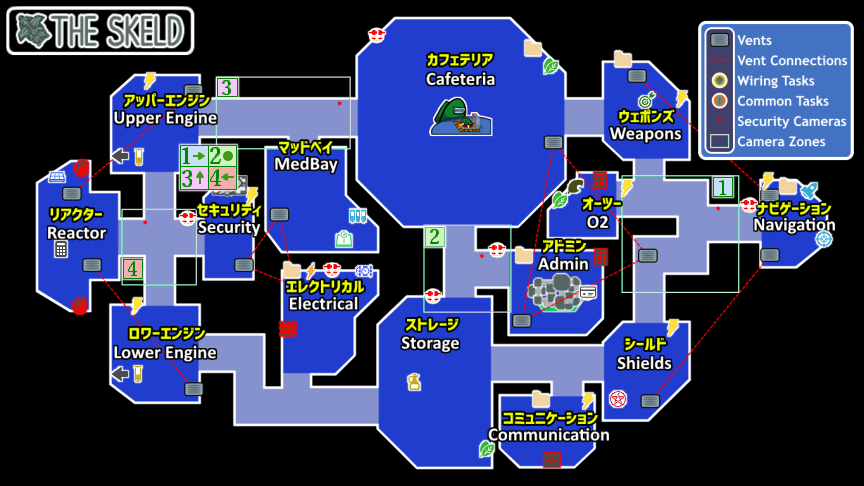 THE SKELD
Vents
Vent Connections
Wiring Tasks
Common Tasks
Security Cameras
Camera Zones
カフェテリア
Cafeteria
アッパーエンジン
Upper Engine
3
ウェポンズ
Weapons
マッドベイ
MedBay
1 2
3 4
リアクター
Reactor
セキュリティ
Security
オーツー
O2
1
ナビゲーション
Navigation
2
アドミン
Admin
4
エレクトリカル
Electrical
ロワーエンジン
Lower Engine
ストレージ
Storage
シールド
Shields
コミュニケーション
Communication